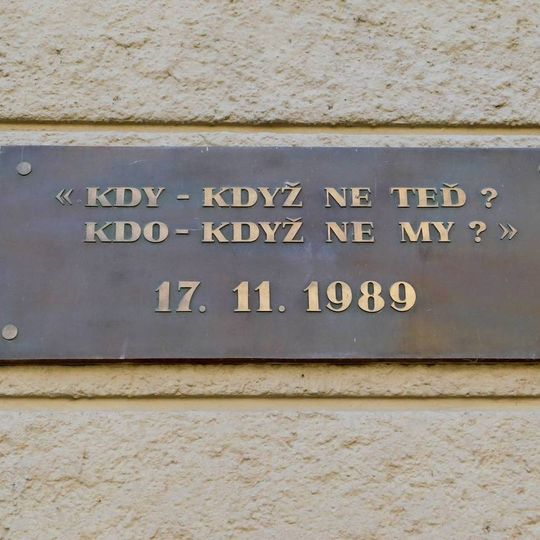 « KDY - KDYŽ NE TEĎ ?
KDO - KDYŽ NE MY ? »
17. 11. 1989